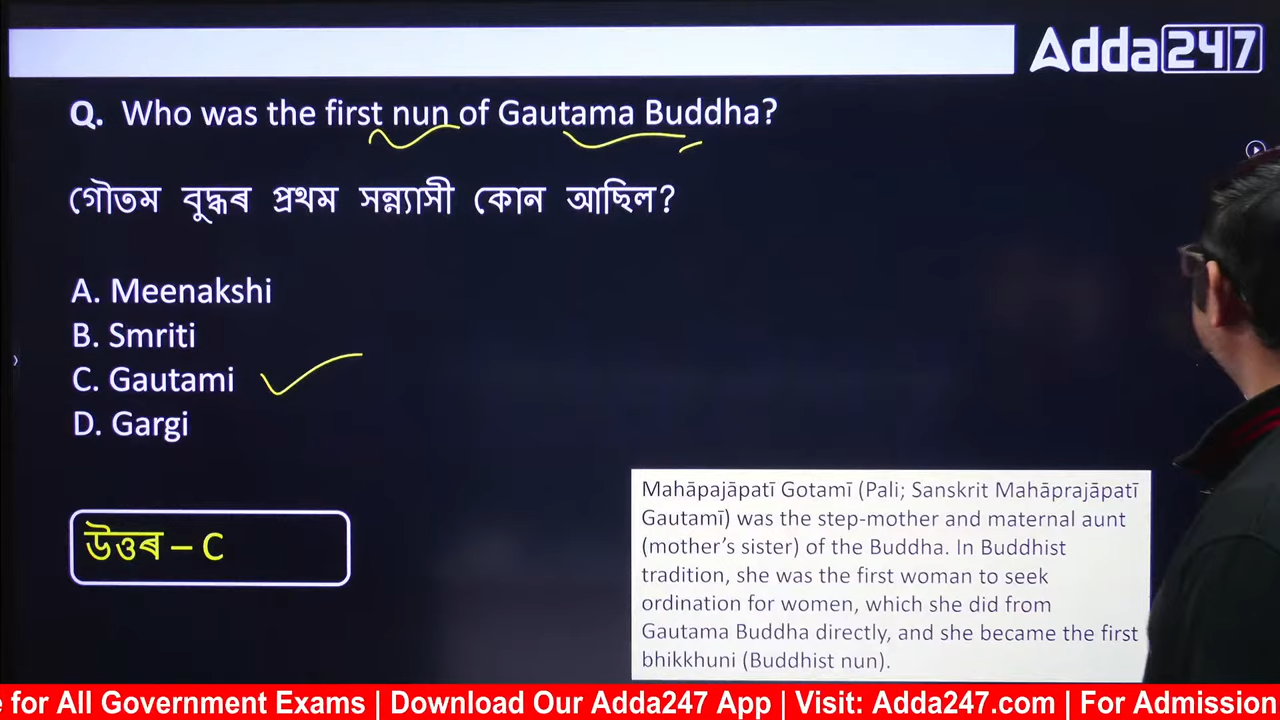 Adda247
Q. Who was the first nun of Gautama Buddha?
গৌতম বুদ্ধৰ প্ৰথম সন্ন্যাসী কোন আছিল?
A. Meenakshi
B. Smriti
C. Gautami
D. Gargi
উত্তৰ – C
Mahāpajāpatī Gotamī (Pali; Sanskrit Mahāprajāpatī
Gautamī) was the step-mother and maternal aunt
(mother’s sister) of the Buddha. In Buddhist
tradition, she was the first woman to seek
ordination for women, which she did from
Gautama Buddha directly, and she became the first
bhikkhuni (Buddhist nun).
e for All Government Exams | Download Our Adda247 App | Visit: Adda247.com | For Admission